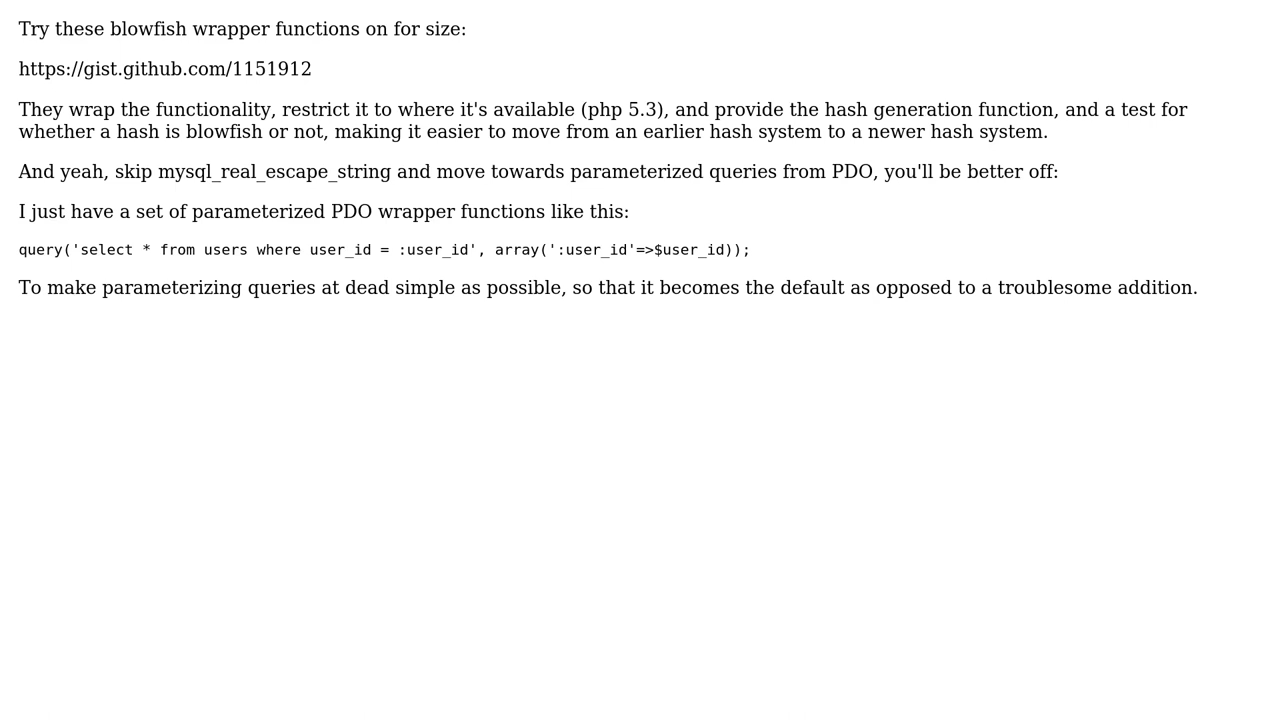 Try these blowfish wrapper functions on for size:
https://gist.github.com/1151912
They wrap the functionality, restrict it to where it's available (php 5.3), and provide the hash generation function, and a test for
whether a hash is blowfish or not, making it easier to move from an earlier hash system to a newer hash system.
And yeah, skip mysql_real_escape_string and move towards parameterized queries from PDO, you'll be better off:
I just have a set of parameterized PDO wrapper functions like this:
query('select * from users where user_id = :user_id', array(':user_id'=>$user_id));
To make parameterizing queries at dead simple as possible, so that it becomes the default as opposed to a troublesome addition.